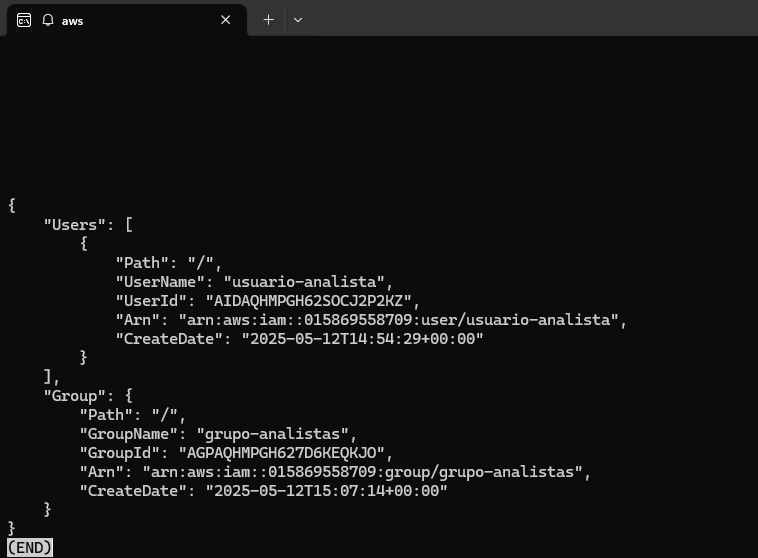 aws
{
    "Users": [
        {
            "Path": "/",
            "UserName": "usuario-analista",
            "UserId": "AIDAQHMPGH62SOCJ2P2KZ",
            "Arn": "arn:aws:iam::015869558709:user/usuario-analista",
            "CreateDate": "2025-05-12T14:54:29+00:00"
        }
    ],
    "Group": {
        "Path": "/",
        "GroupName": "grupo-analistas",
        "GroupId": "AGPAQHMPGH627D6KEQKJO",
        "Arn": "arn:aws:iam::015869558709:group/grupo-analistas",
        "CreateDate": "2025-05-12T15:07:14+00:00"
    }
}
(END)